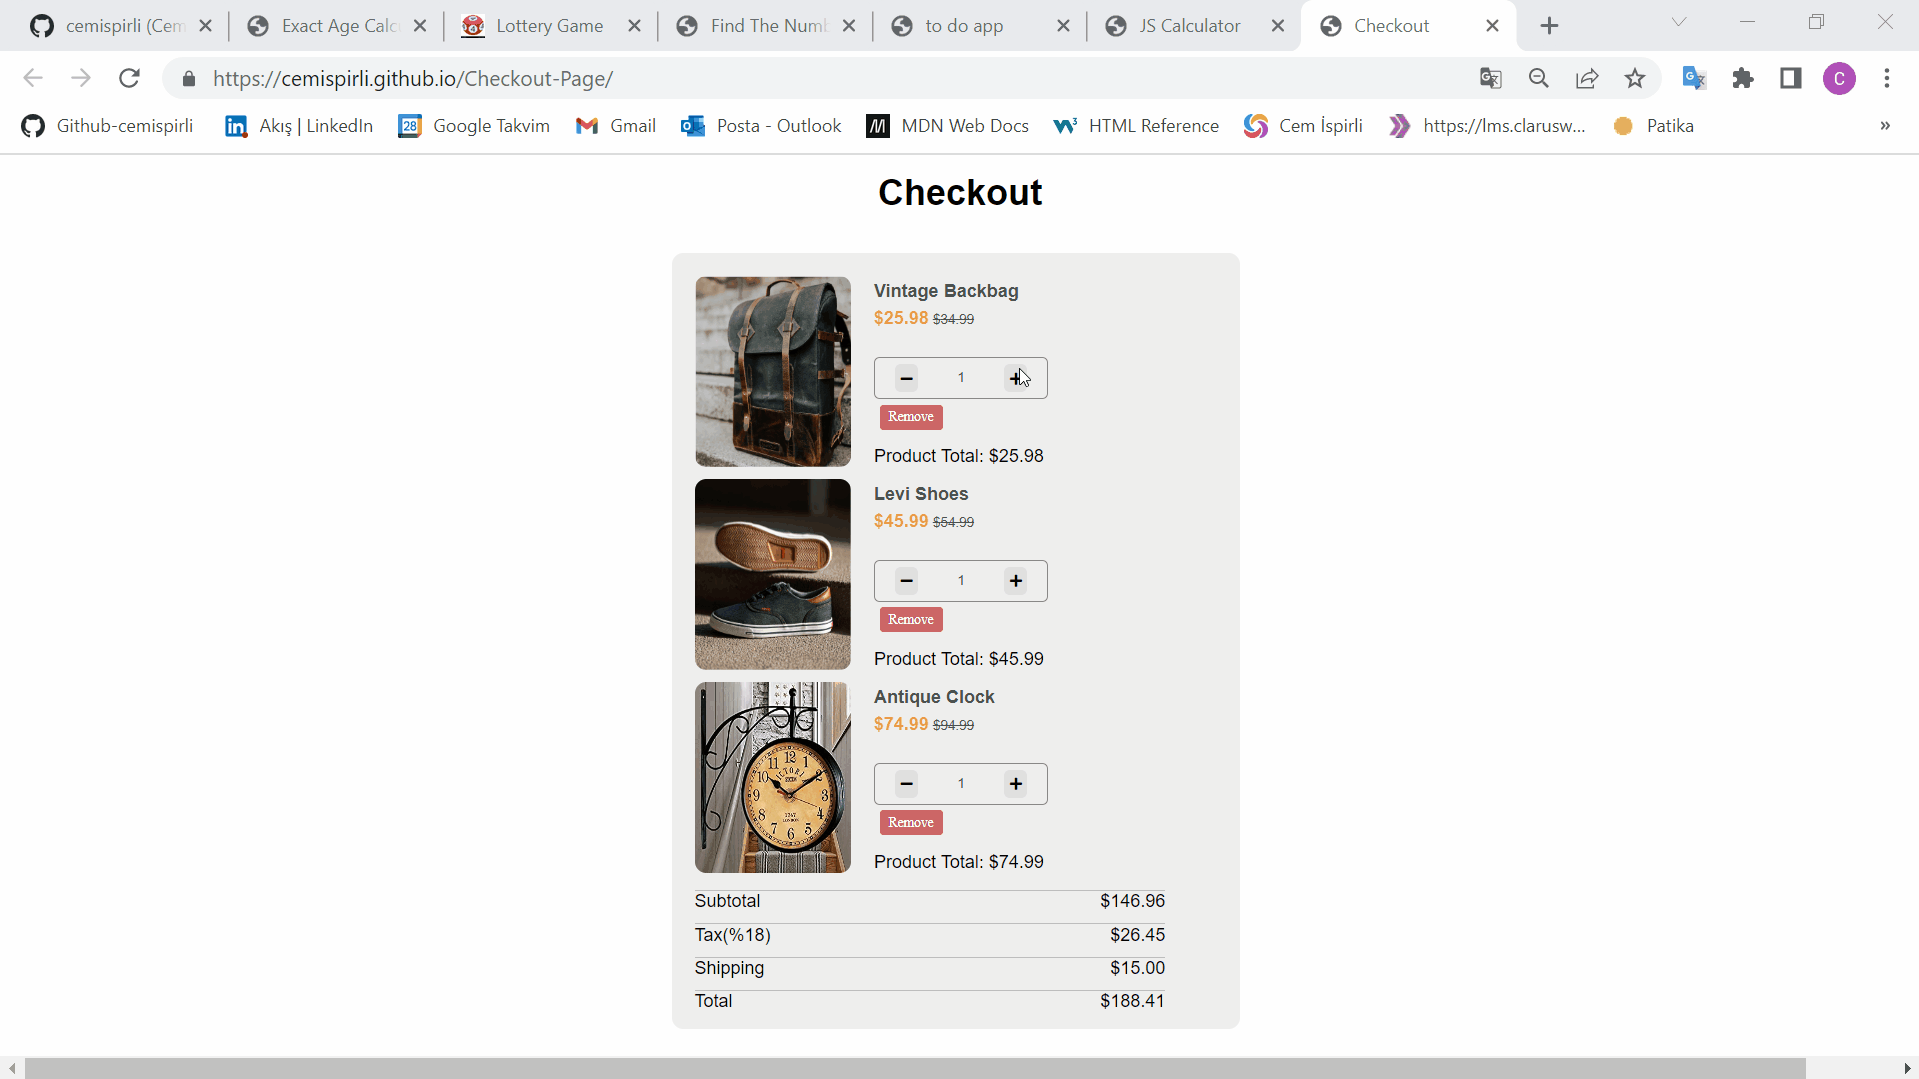 cemispirli (Cem
Exact Age Calc
Lottery Game
Find The Numb
to do app
JS Calculator
Checkout
https://cemispirli.github.io/Checkout-Page/
C
Github-cemispirli
Akış | LinkedIn
28
Google Takvim
Gmail
Posta - Outlook
MDN Web Docs
HTML Reference
Cem İspirli
https://lms.clarusw...
Patika
»
Checkout
Vintage Backbag
$25.98 $34.99
− 1 +
Remove
Product Total: $25.98
Levi Shoes
$45.99 $54.99
− 1 +
Remove
Product Total: $45.99
Antique Clock
$74.99 $94.99
− 1 +
Remove
Product Total: $74.99
Subtotal $146.96
Tax(%18) $26.45
Shipping $15.00
Total $188.41